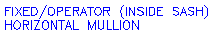 FIXED/OPERATOR (INSIDE SASH)
HORIZONTAL MULLION